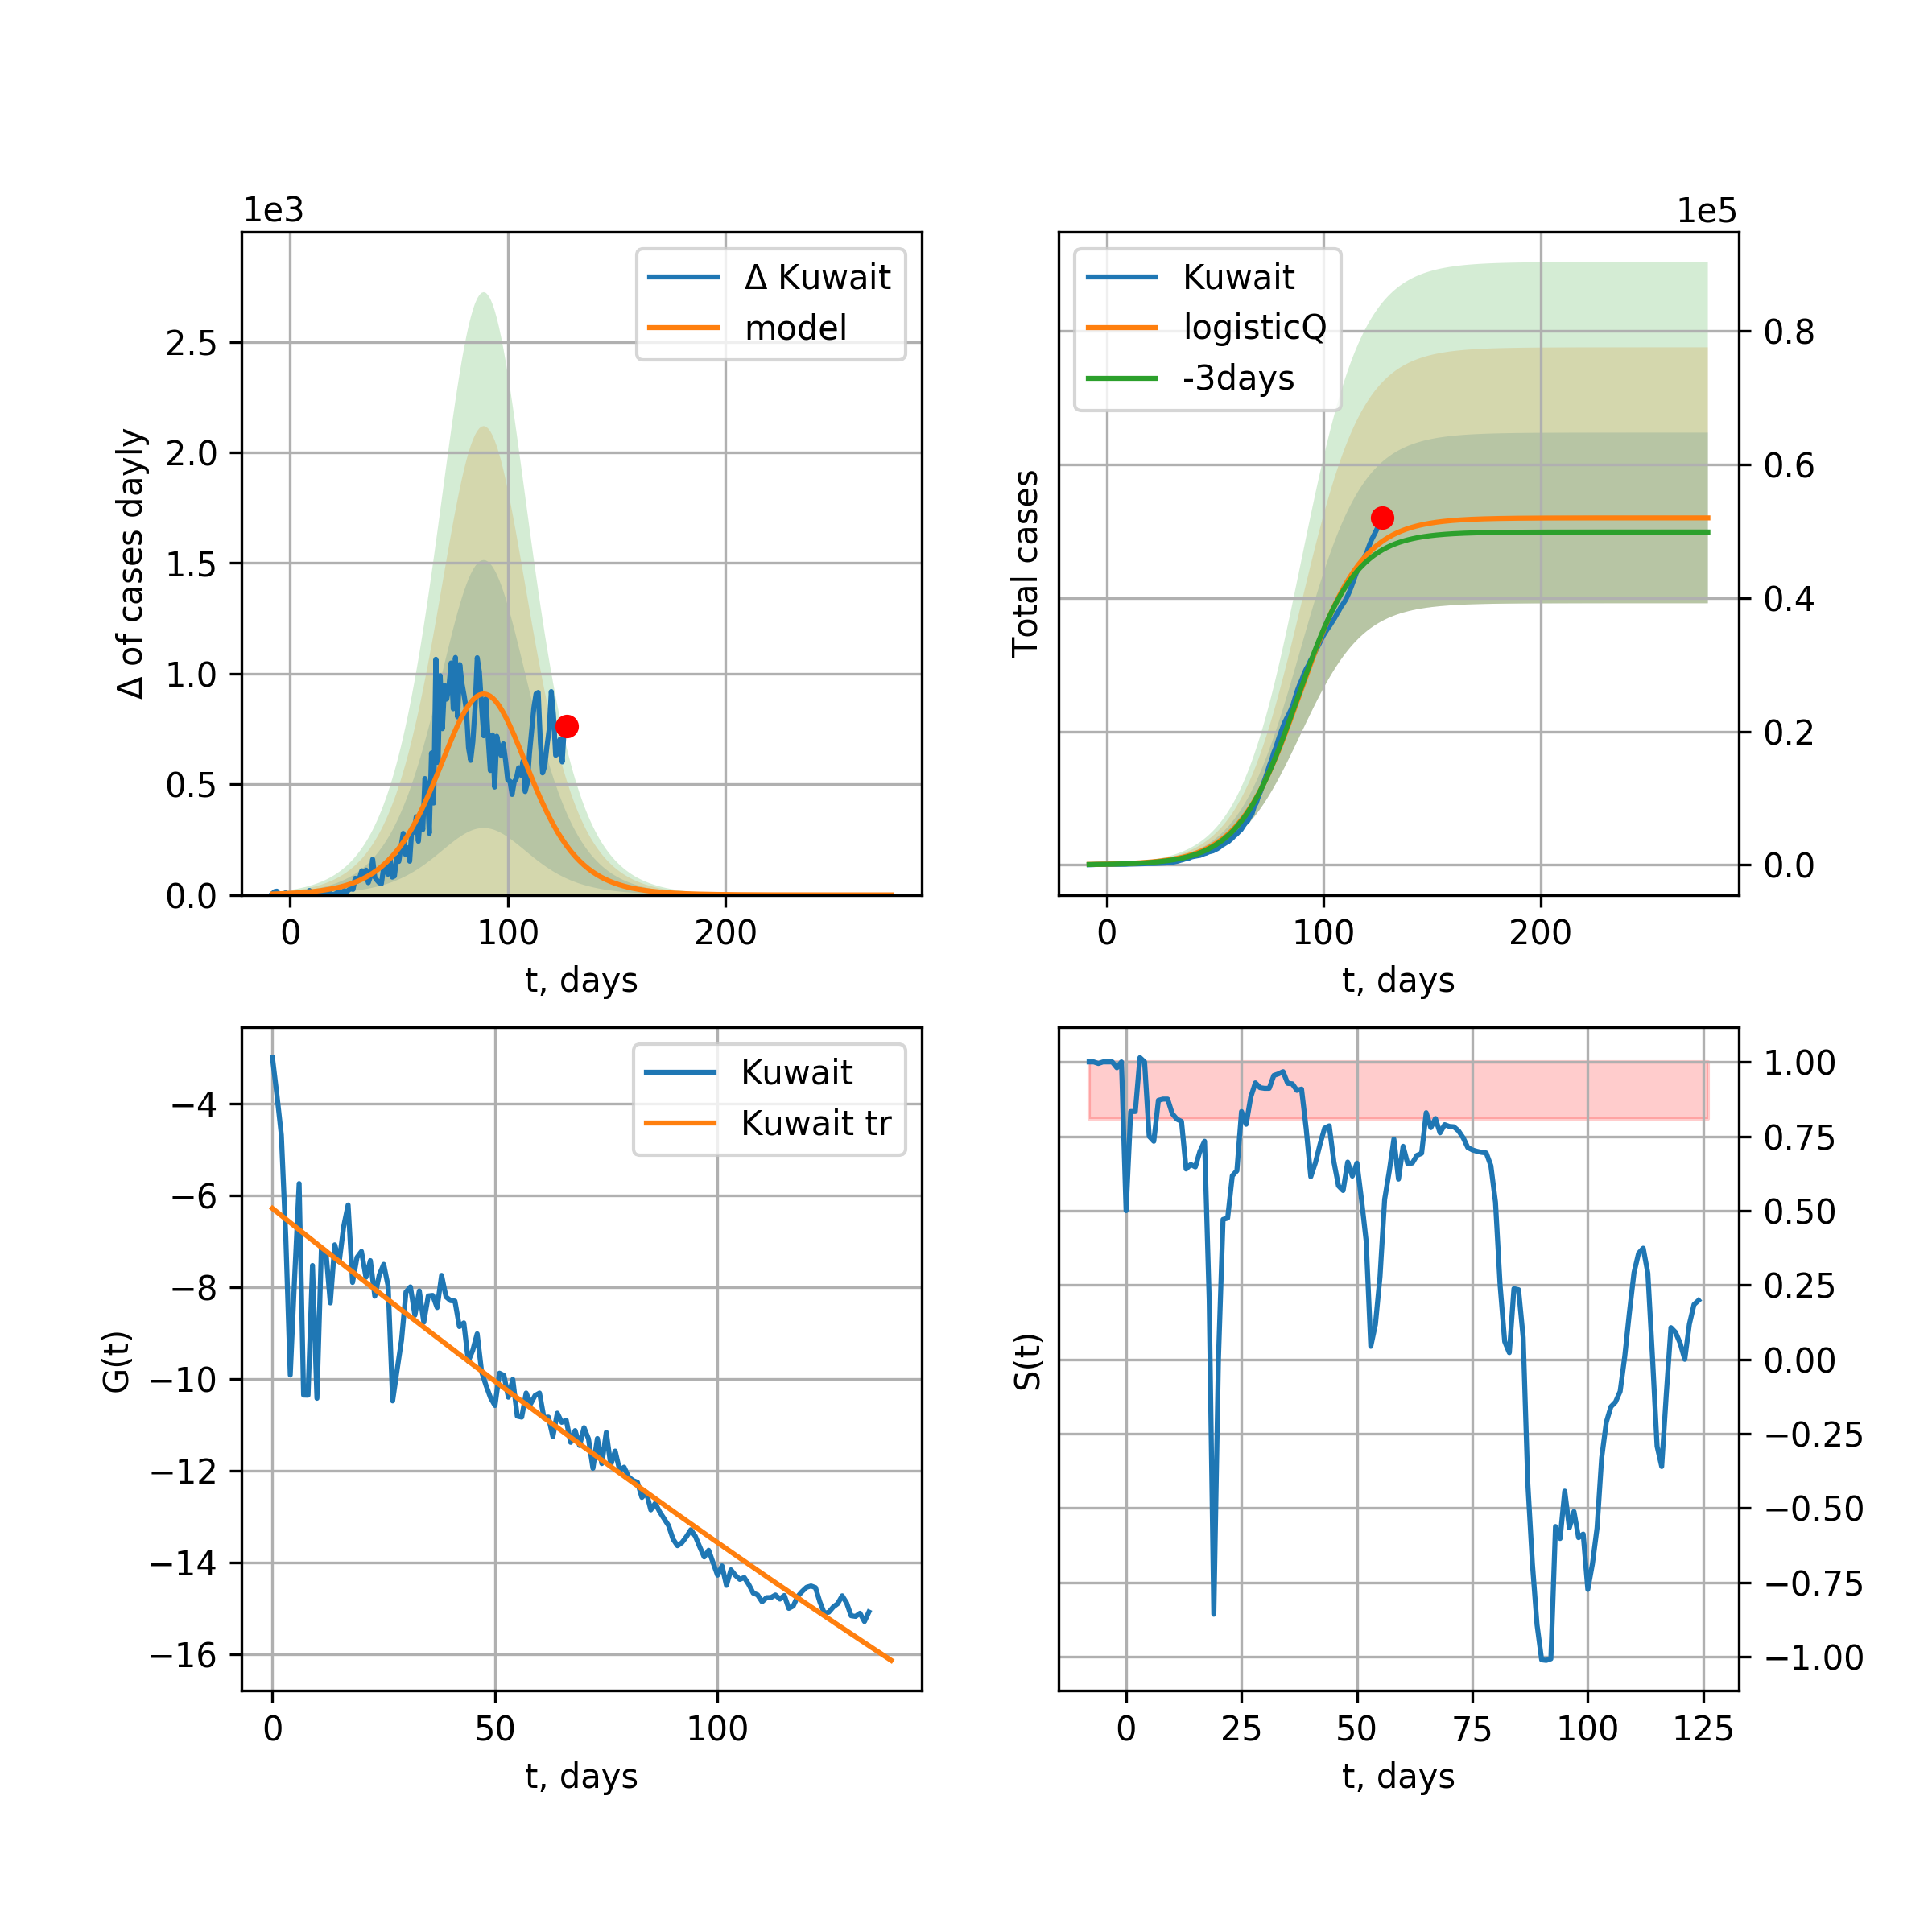 1e3
Δ Kuwait
model
2.5
2.0
1.5
1.0
0.5
0.0
Δ of cases dayly
0 100 200
t, days
1e5
Kuwait
logisticQ
-3days
0.8
0.6
0.4
0.2
0.0
Total cases
0 100 200
t, days
Kuwait
Kuwait tr
−4
−6
−8
−10
−12
−14
−16
G(t)
0 50 100
t, days
1.00
0.75
0.50
0.25
0.00
−0.25
−0.50
−0.75
−1.00
S(t)
0 25 50 75 100 125
t, days